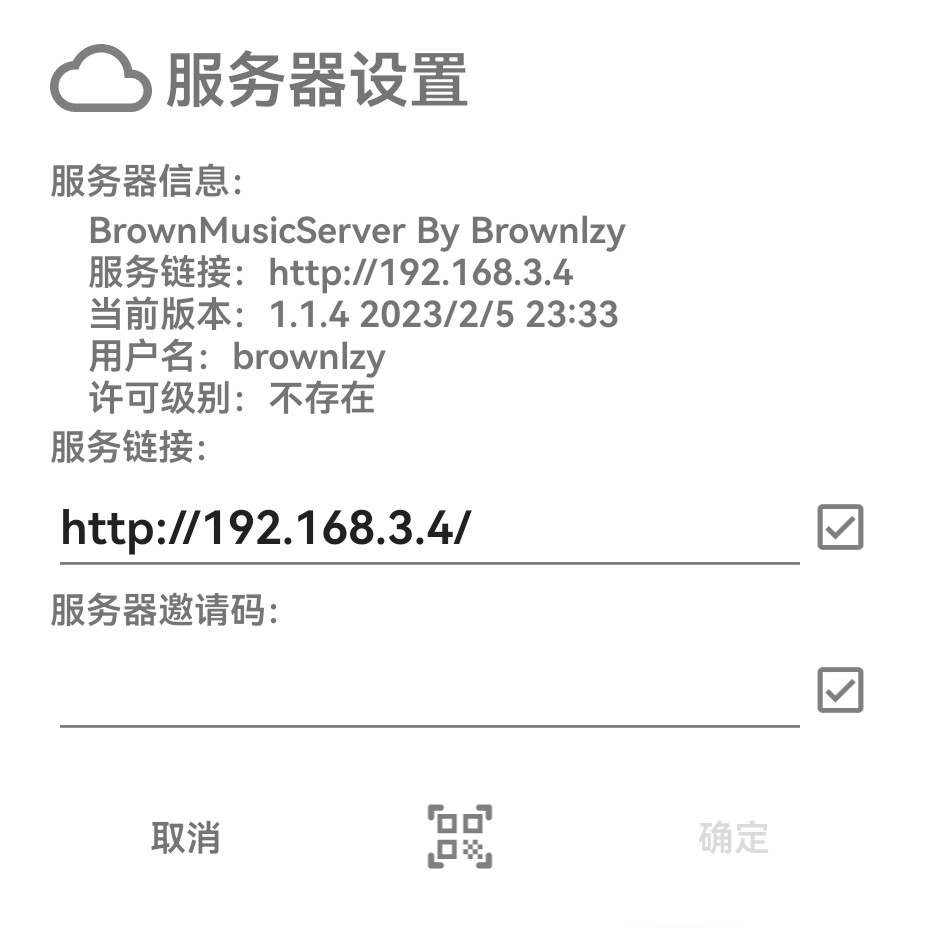 服务器设置
服务器信息：
BrownMusicServer By Brownlzy
服务链接：http://192.168.3.4
当前版本：1.1.4 2023/2/5 23:33
用户名：brownlzy
许可级别：不存在
服务链接：
http://192.168.3.4/
服务器邀请码：
取消
确定